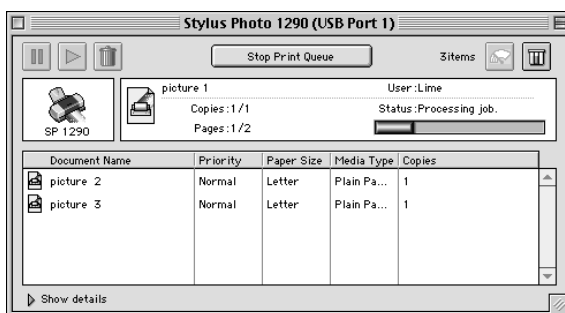 Stylus Photo 1290 (USB Port 1)
Stop Print Queue
3items
SP 1290
picture 1
User:Lime
Copies:1/1
Status:Processing job.
Pages:1/2
Document Name Priority Paper Size Media Type Copies
picture 2 Normal Letter Plain Pa... 1
picture 3 Normal Letter Plain Pa... 1
Show details